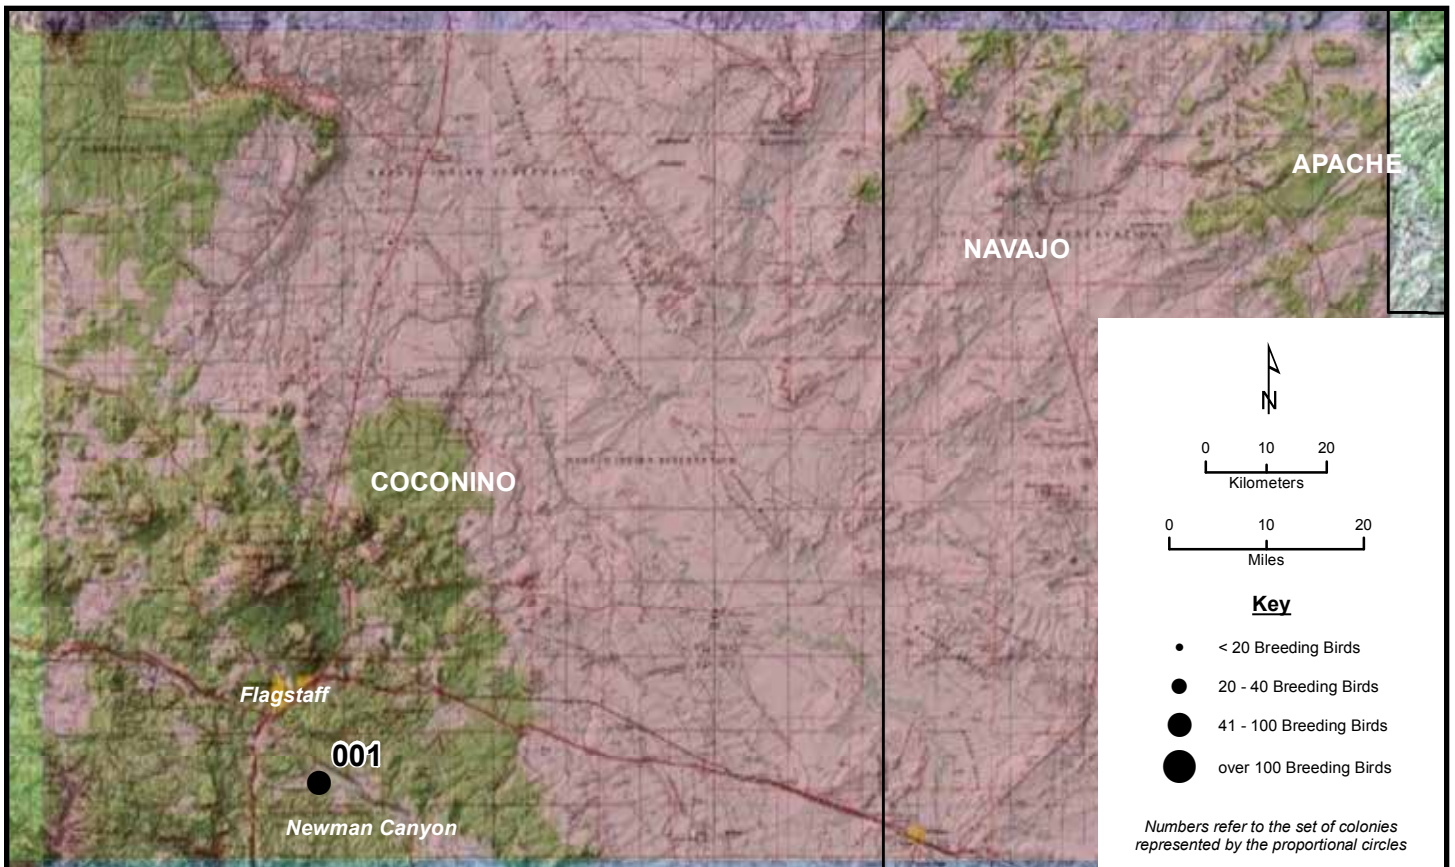 APACHE
NAVAJO
COCONINO
Flagstaff
001
Newman Canyon
N
0 10 20
Kilometers
0 10 20
Miles
Key
< 20 Breeding Birds
20 - 40 Breeding Birds
41 - 100 Breeding Birds
over 100 Breeding Birds
Numbers refer to the set of colonies
represented by the proportional circles